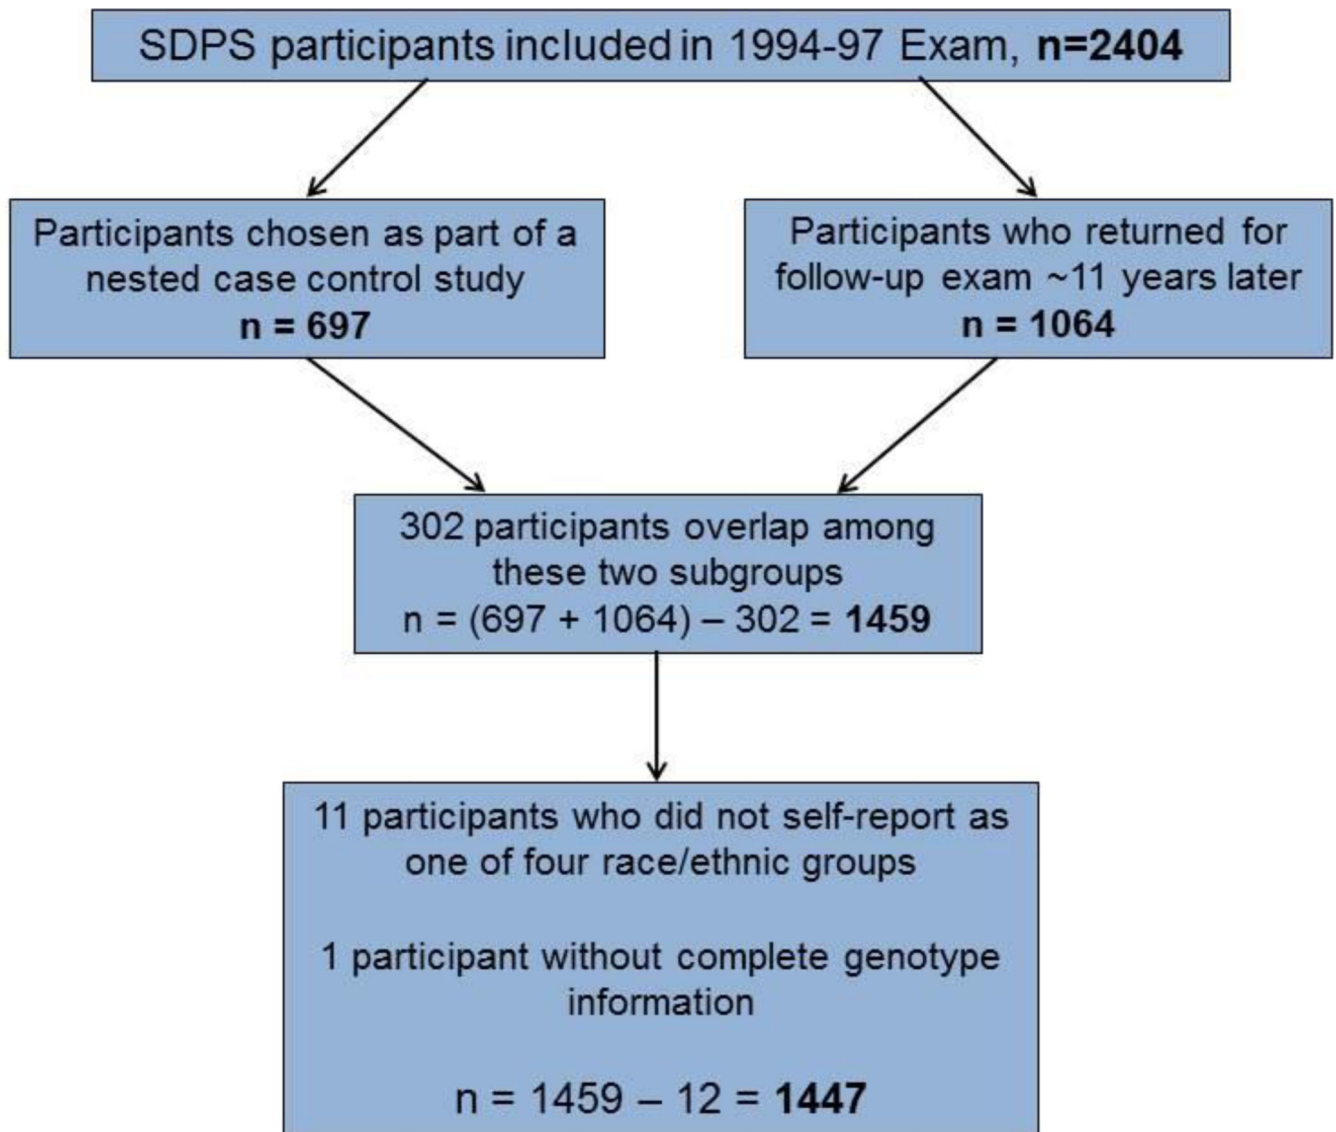 SDPS participants included in 1994-97 Exam, n=2404
Participants chosen as part of a
nested case control study
n = 697
Participants who returned for
follow-up exam ~11 years later
n = 1064
302 participants overlap among
these two subgroups
n = (697 + 1064) – 302 = 1459
11 participants who did not self-report as
one of four race/ethnic groups
1 participant without complete genotype
information
n = 1459 – 12 = 1447